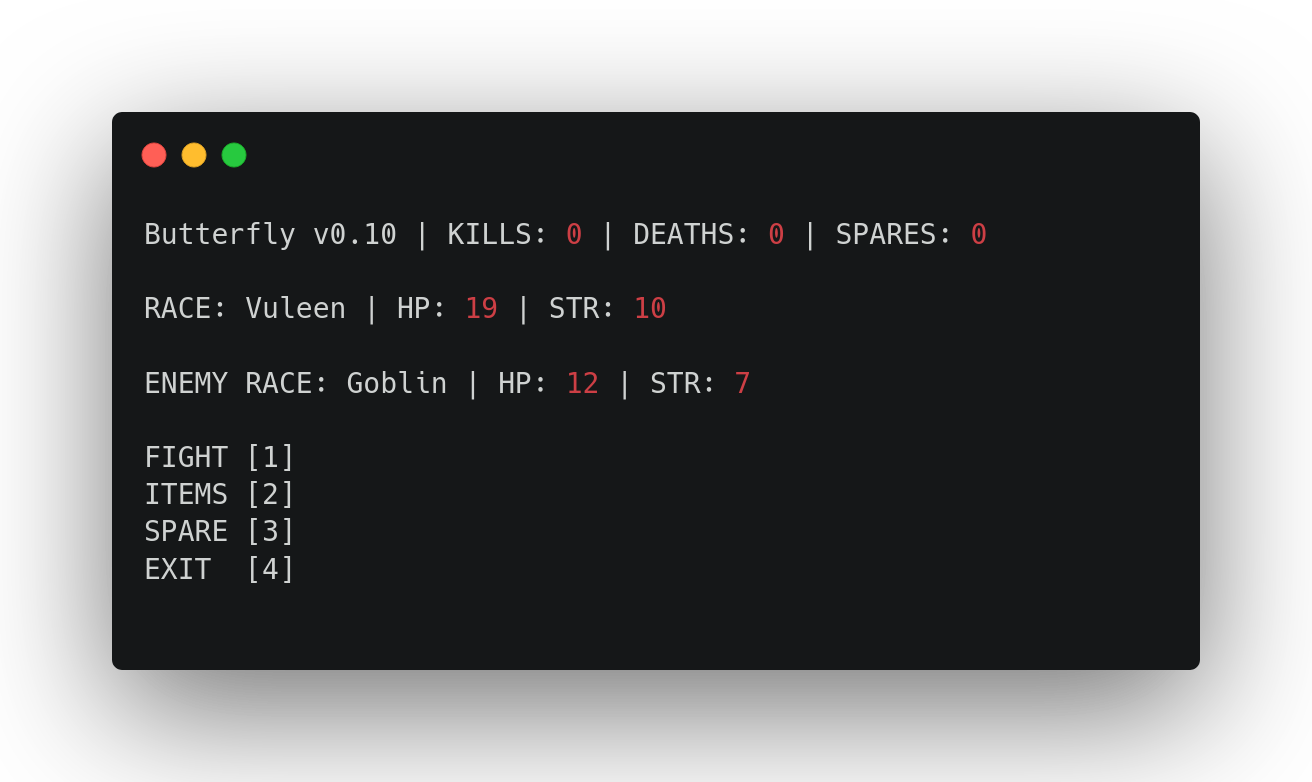 Butterfly v0.10 | KILLS: 0 | DEATHS: 0 | SPARES: 0
RACE: Vuleen | HP: 19 | STR: 10
ENEMY RACE: Goblin | HP: 12 | STR: 7
FIGHT [1]
ITEMS [2]
SPARE [3]
EXIT  [4]